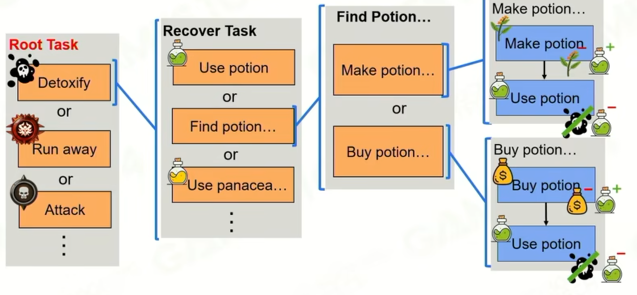 Root Task
Detoxify
or
Run away
or
Attack
Recover Task
Use potion
or
Find potion…
or
Use panacea…
Find Potion…
Make potion…
or
Buy potion…
Make potion…
Make potion
Use potion
Buy potion…
Buy potion
Use potion